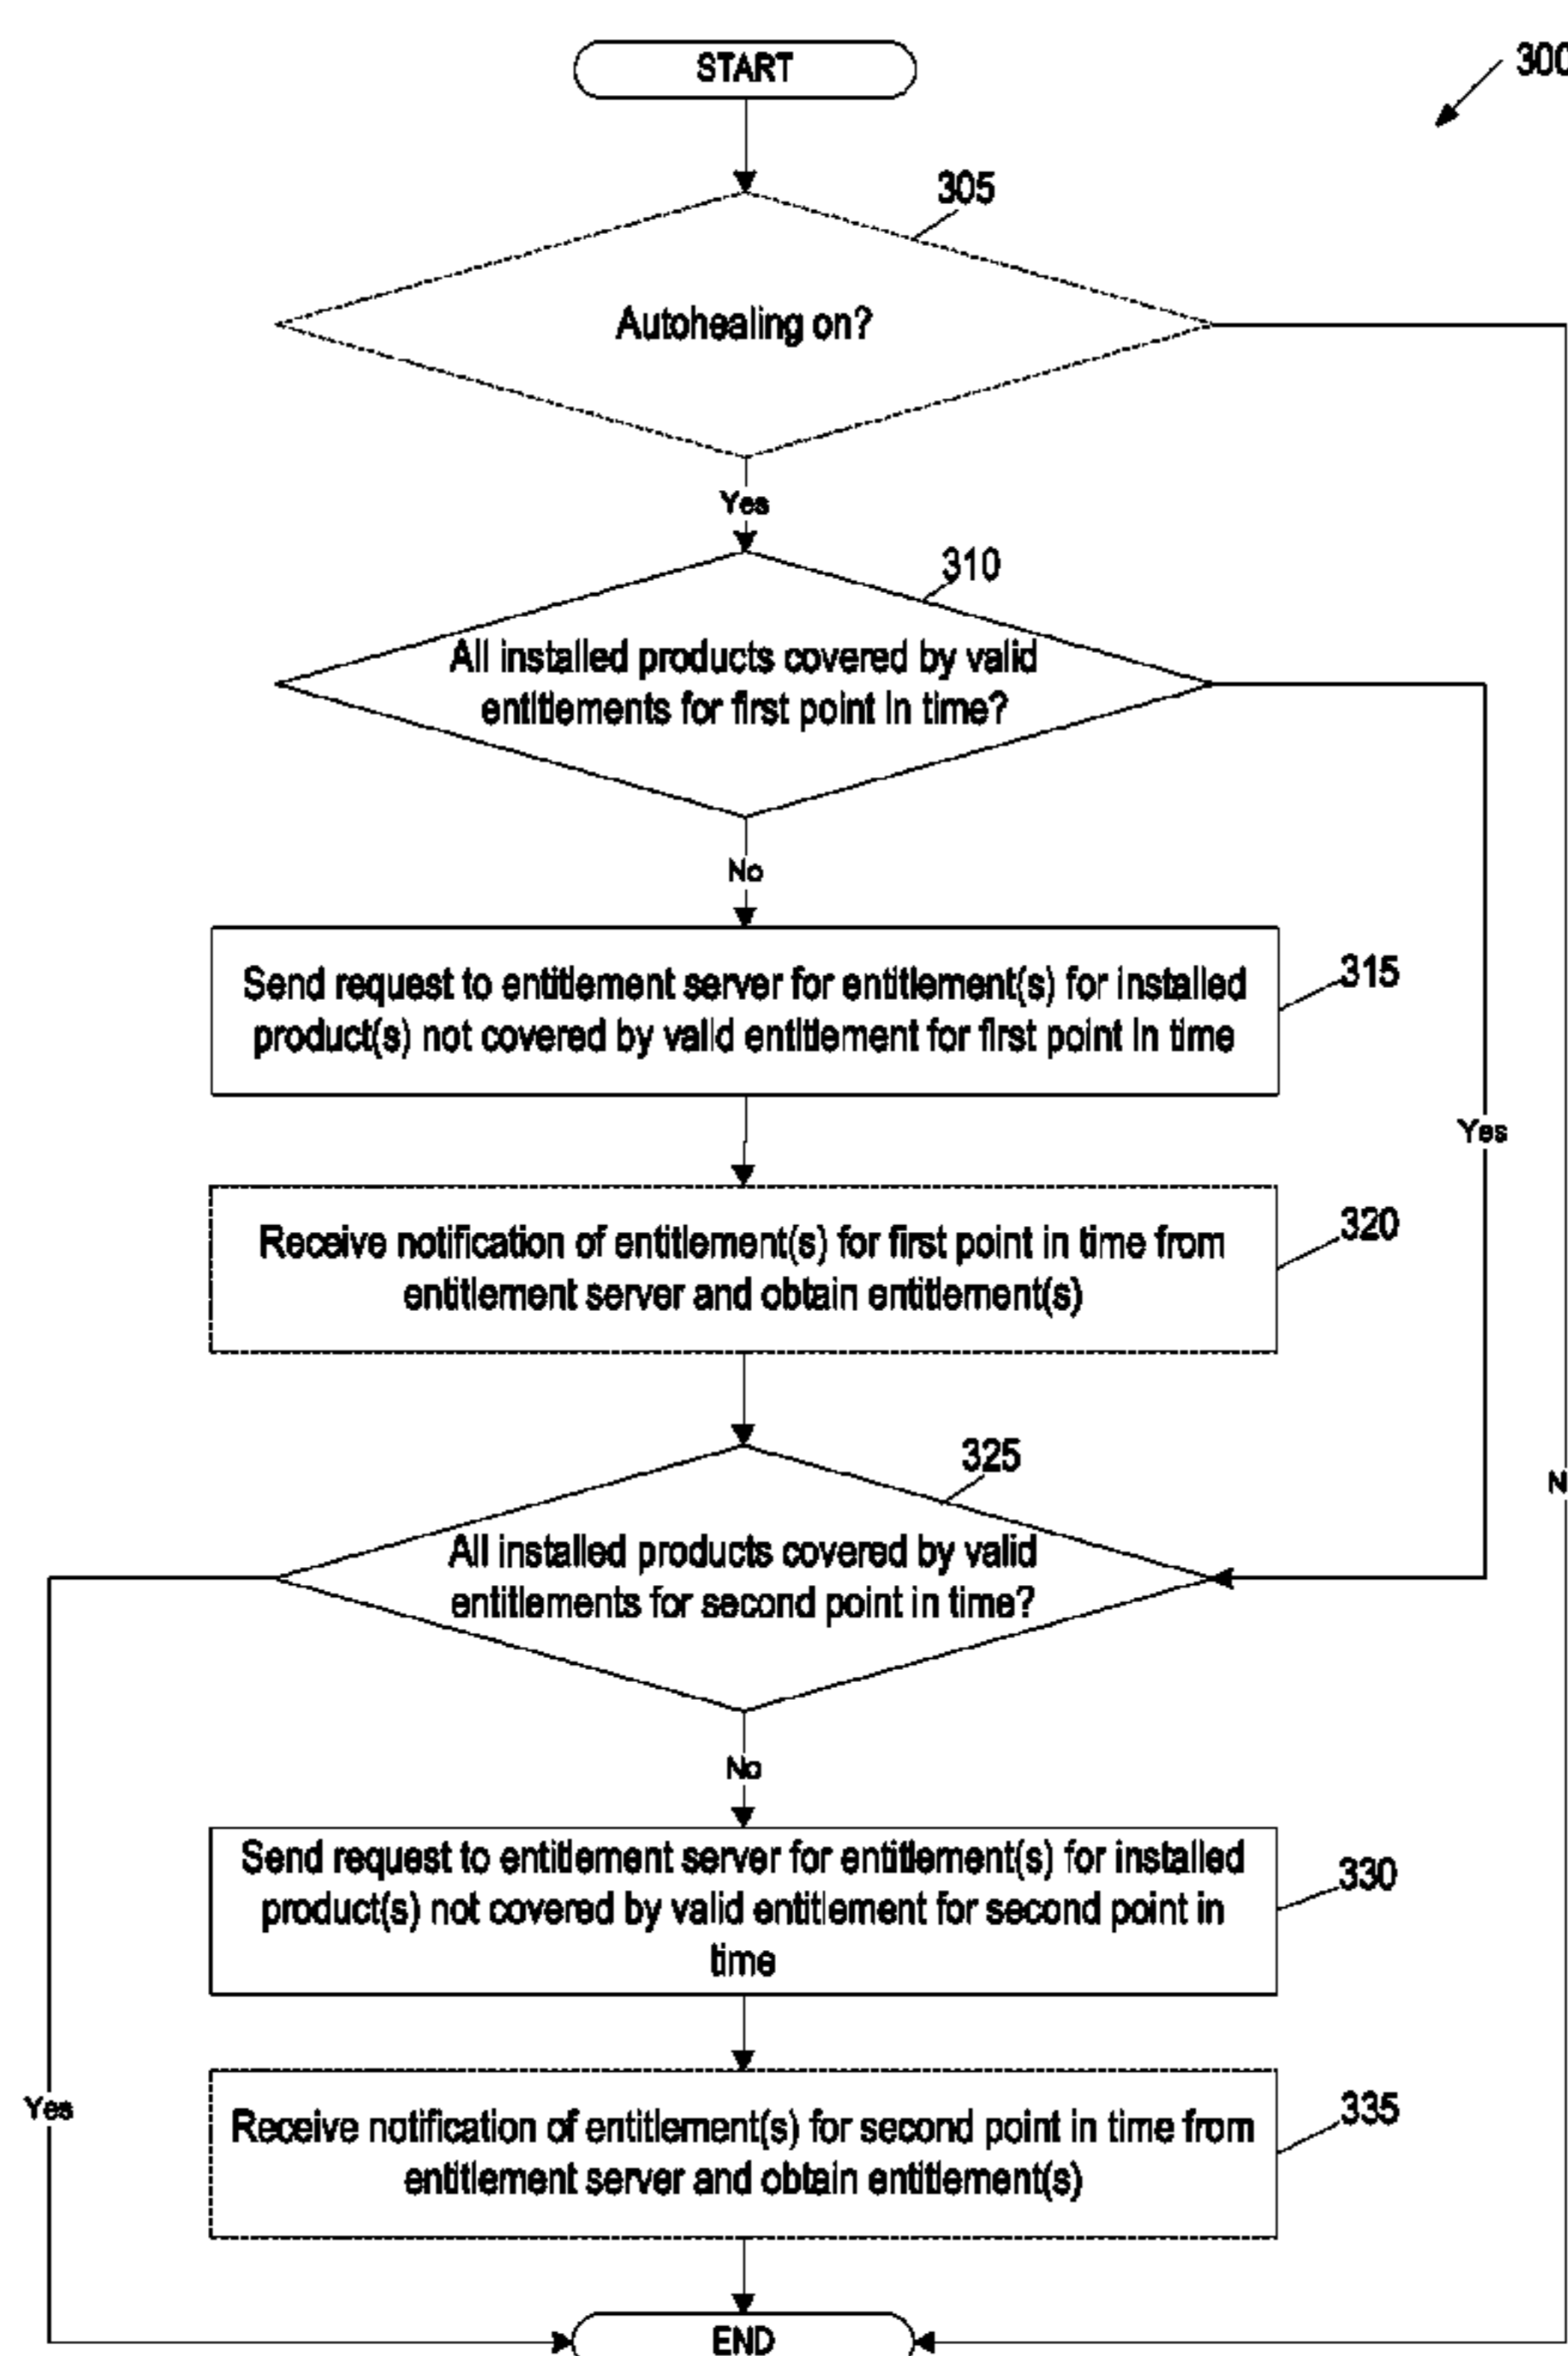 START
300
305
Autohealing on?
Yes
310
All installed products covered by valid
entitlements for first point in time?
No
Send request to entitlement server for entitlement(s) for installed
product(s) not covered by valid entitlement for first point in time
315
Yes
Receive notification of entitlement(s) for first point in time from
entitlement server and obtain entitlement(s)
320
325
N
All installed products covered by valid
entitlements for second point in time?
No
Send request to entitlement server for entitlement(s) for installed
product(s) not covered by valid entitlement for second point in
time
330
Yes
Receive notification of entitlement(s) for second point in time from
entitlement server and obtain entitlement(s)
335
END